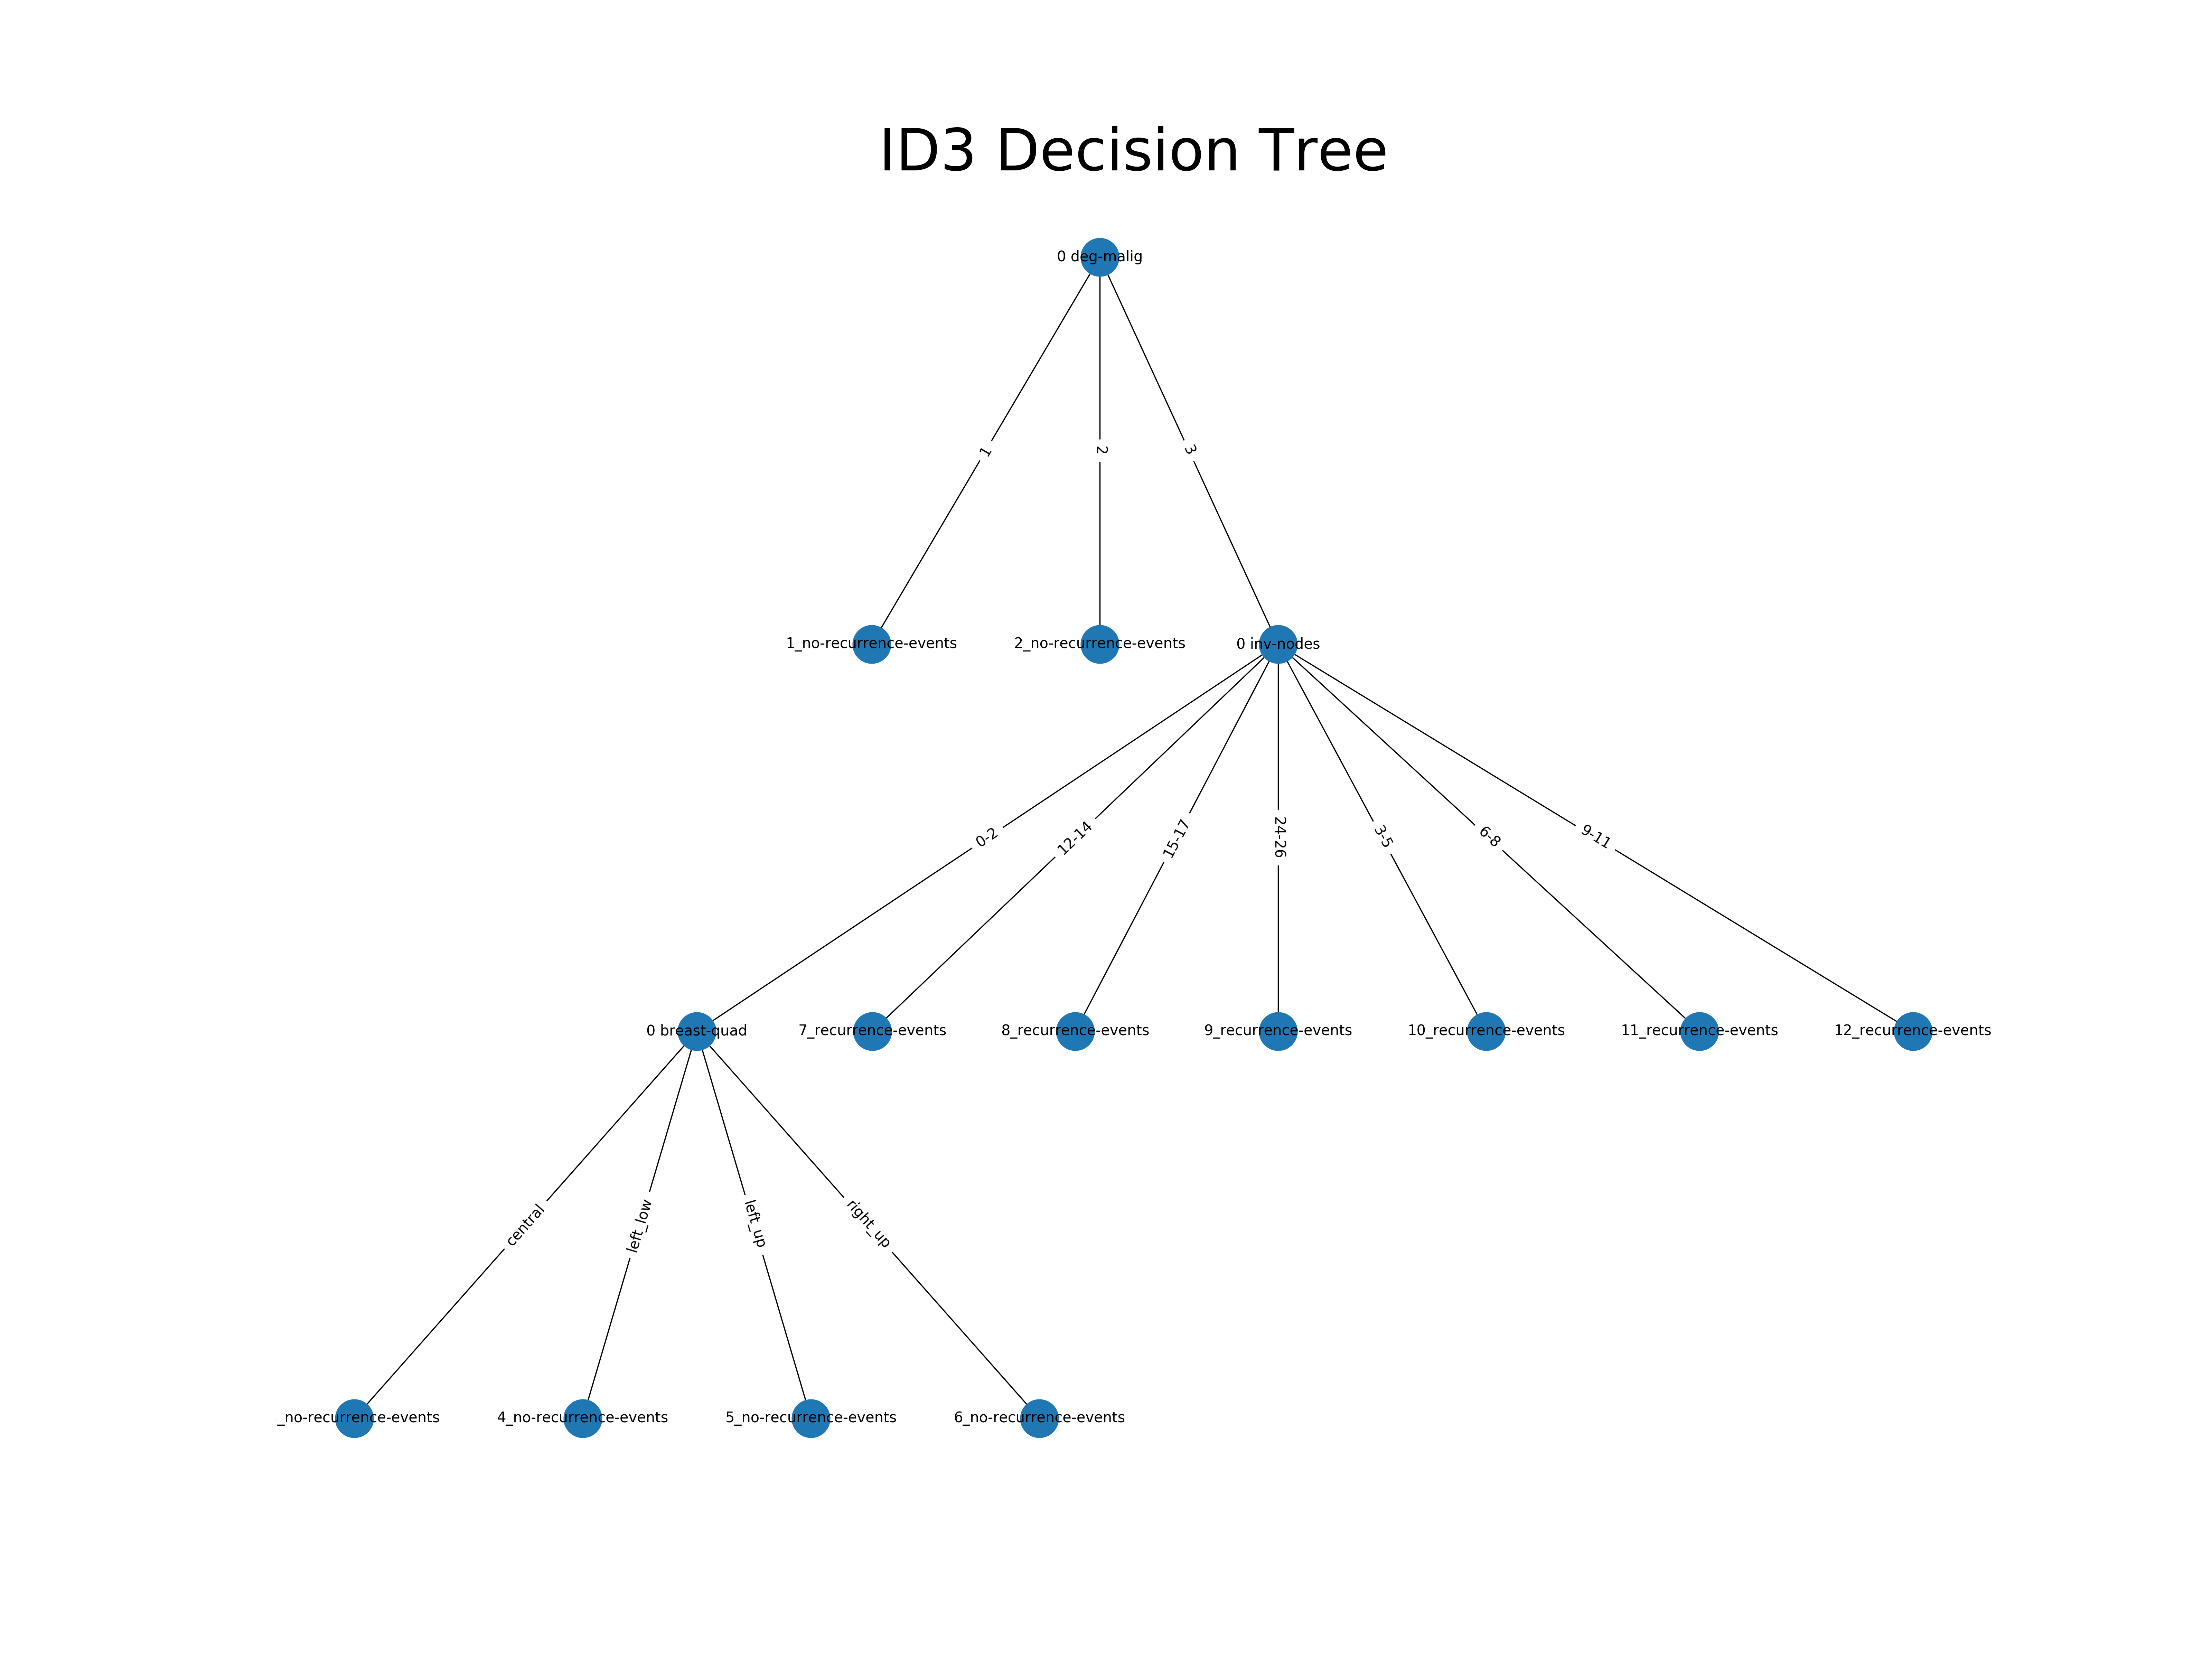 ID3 Decision Tree
0 deg-malig
1
2
3
1_no-recurrence-events
2_no-recurrence-events
0 inv-nodes
0-2
12-14
15-17
24-26
3-5
6-8
9-11
0 breast-quad
7_recurrence-events
8_recurrence-events
9_recurrence-events
10_recurrence-events
11_recurrence-events
12_recurrence-events
central
left_low
left_up
right_up
_no-recurrence-events
4_no-recurrence-events
5_no-recurrence-events
6_no-recurrence-events